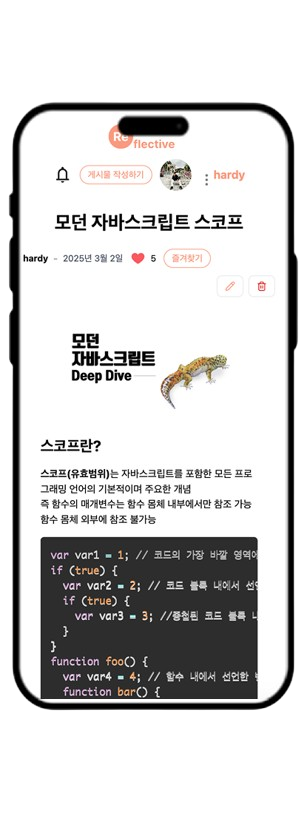 Re
flective
게시물 작성하기
hardy
모던 자바스크립트 스코프
hardy - 2025년 3월 2일 5 즐겨찾기
모던
자바스크립트
Deep Dive
스코프란?
스코프(유효범위)는 자바스크립트를 포함한 모든 프로
그래밍 언어의 기본적이며 주요한 개념
즉 함수의 매개변수는 함수 몸체 내부에서만 참조 가능
함수 몸체 외부에 참조 불가능
var var1 = 1; // 코드의 가장 바깥 영역에
if (true) {
var var2 = 2; // 코드 블록 내에서
if (true) {
var var3 = 3; //중첩된 코드 블록
}
}
function foo() {
var var4 = 4; // 함수 내에서 선언한
function bar() {